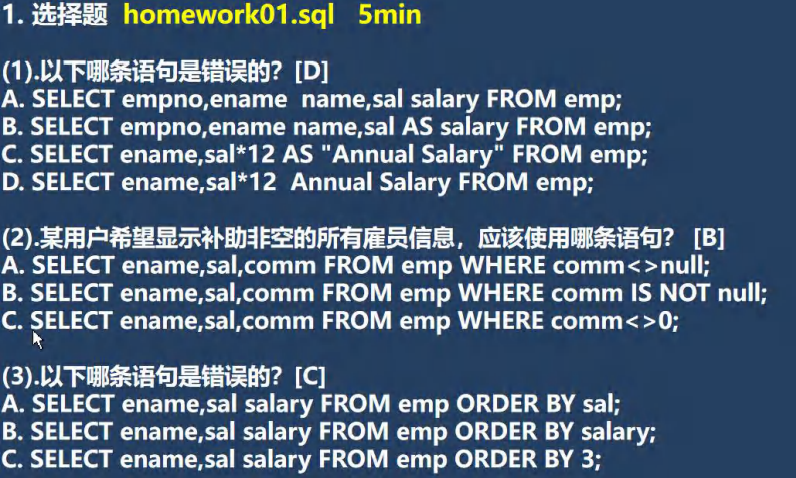 1. 选择题 homework01.sql 5min
(1).以下哪条语句是错误的? [D]
A. SELECT empno,ename name,sal salary FROM emp;
B. SELECT empno,ename name,sal AS salary FROM emp;
C. SELECT ename,sal*12 AS "Annual Salary" FROM emp;
D. SELECT ename,sal*12 Annual Salary FROM emp;
(2).某用户希望显示补助非空的所有雇员信息，应该使用哪条语句? [B]
A. SELECT ename,sal,comm FROM emp WHERE comm<>null;
B. SELECT ename,sal,comm FROM emp WHERE comm IS NOT null;
C. SELECT ename,sal,comm FROM emp WHERE comm<>0;
(3).以下哪条语句是错误的? [C]
A. SELECT ename,sal salary FROM emp ORDER BY sal;
B. SELECT ename,sal salary FROM emp ORDER BY salary;
C. SELECT ename,sal salary FROM emp ORDER BY 3;